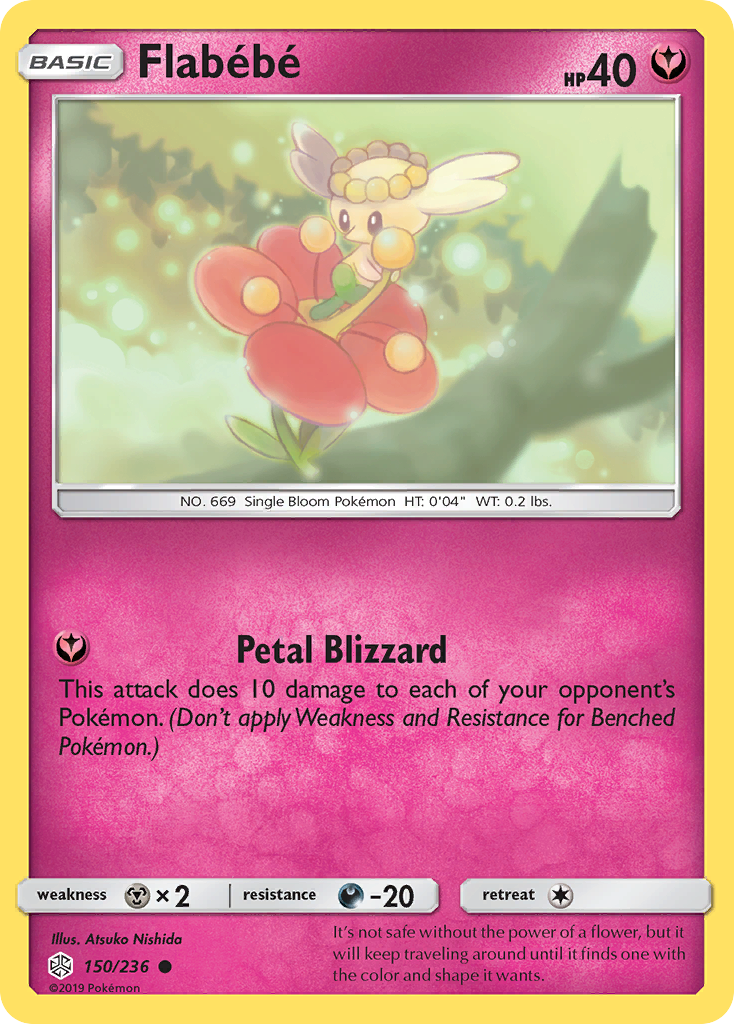 BASIC Flabébé HP40
NO. 669 Single Bloom Pokémon HT: 0'04" WT: 0.2 lbs.
Petal Blizzard
This attack does 10 damage to each of your opponent's
Pokémon. (Don't apply Weakness and Resistance for Benched
Pokémon.)
weakness ×2 resistance -20 retreat
Illus. Atsuko Nishida
150/236
©2019 Pokémon
It's not safe without the power of a flower, but it
will keep traveling around until it finds one with
the color and shape it wants.